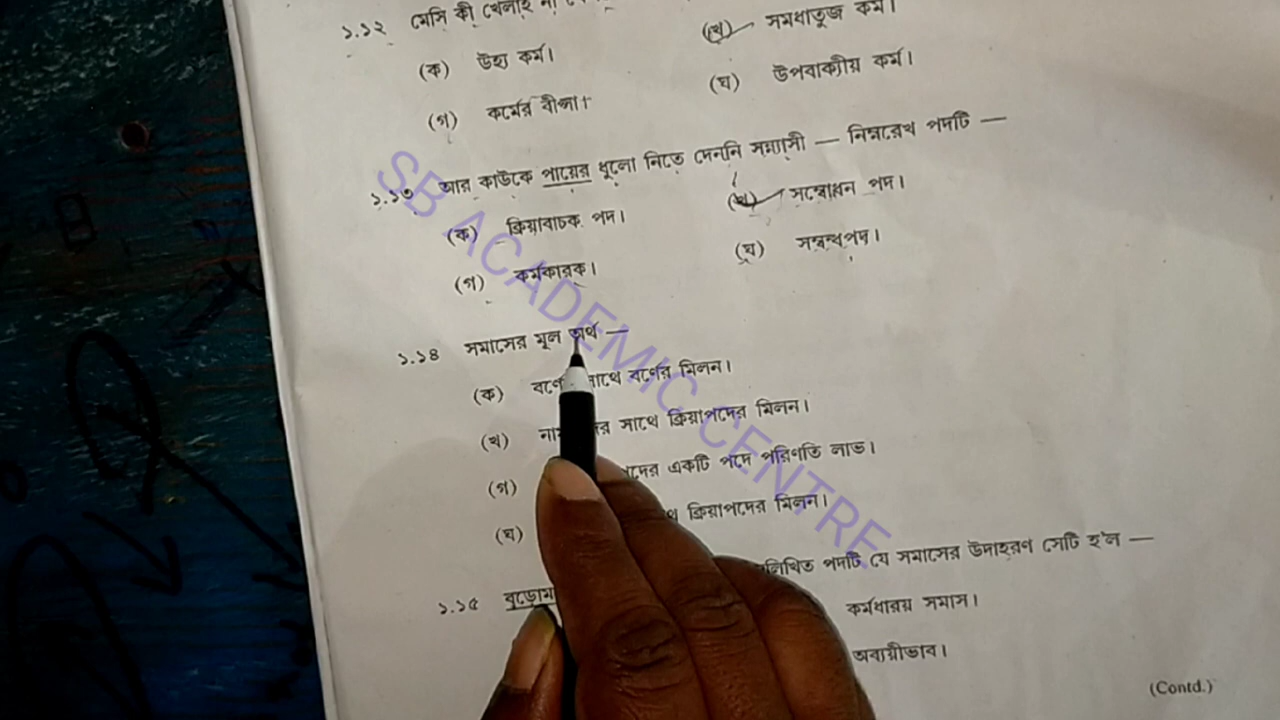 ১.১২ মেসি কী খেলাই না
(ক) উহ্য কর্ম। (খ) সমধাতুজ কর্ম।
(গ) কর্মের বীপ্সা। (ঘ) উপবাক্যীয় কর্ম।
১.১৩ আর কাউকে পায়ের ধুলো নিতে দেননি সন্ন্যাসী — নিম্নরেখ পদটি —
(ক) ক্রিয়াবাচক পদ। (খ) সম্বোধন পদ।
(গ) কর্মকারক। (ঘ) সম্বন্ধপদ।
১.১৪ সমাসের মূল অর্থ —
(ক) সাথে বর্ণের মিলন।
(খ) সাথে ক্রিয়াপদের মিলন।
(গ) একটি পদে পরিণতি লাভ।
(ঘ) ক্রিয়াপদের মিলন।
১.১৫ পদটি যে সমাসের উদাহরণ সেটি হ'ল —
কর্মধারয় সমাস।
অব্যয়ীভাব।
(Contd.)
SB ACADEMIC CENTRE